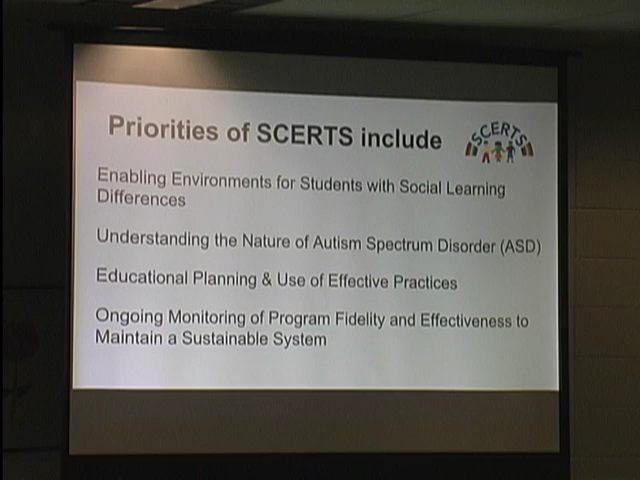 Priorities of SCERTS include
SCERTS
Enabling Environments for Students with Social Learning
Differences
Understanding the Nature of Autism Spectrum Disorder (ASD)
Educational Planning & Use of Effective Practices
Ongoing Monitoring of Program Fidelity and Effectiveness to
Maintain a Sustainable System